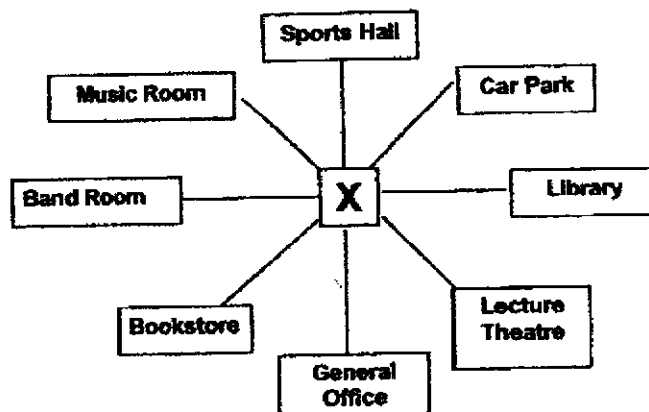 Sports Hall
Music Room
Car Park
Band Room
X
Library
Bookstore
Lecture
Theatre
General
Office